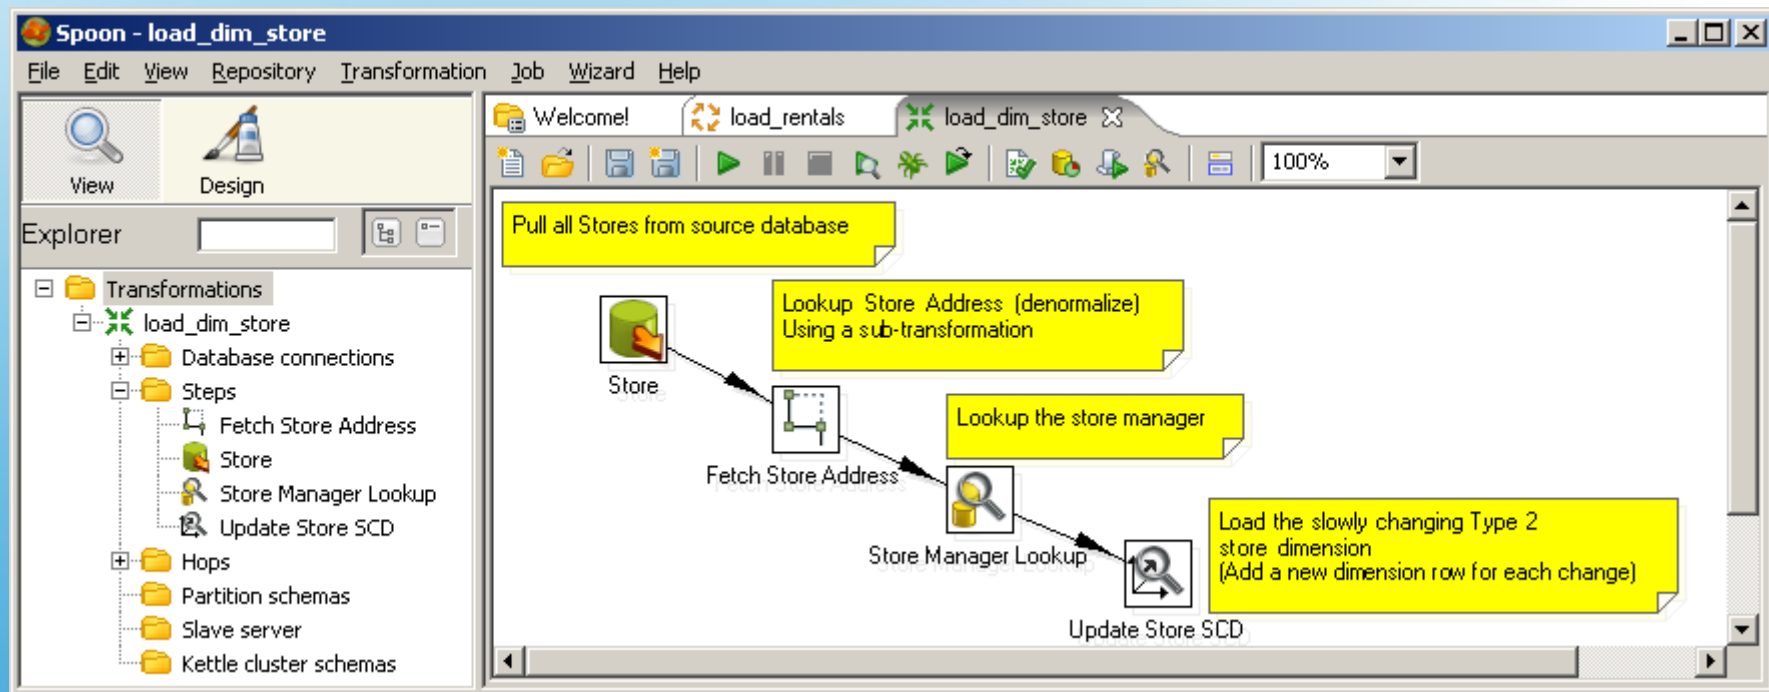 Spoon - load_dim_store
File Edit View Repository Transformation Job Wizard Help
View Design
Explorer
Transformations
load_dim_store
Database connections
Steps
Fetch Store Address
Store
Store Manager Lookup
Update Store SCD
Hops
Partition schemas
Slave server
Kettle cluster schemas
Welcome! load_rentals load_dim_store
100%
Pull all Stores from source database
Lookup Store Address (denormalize)
Using a sub-transformation
Store
Lookup the store manager
Fetch Store Address
Load the slowly changing Type 2
store dimension
(Add a new dimension row for each change)
Store Manager Lookup
Update Store SCD